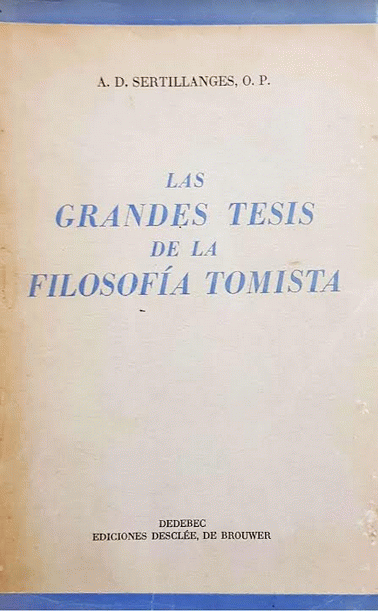 A. D. SERTILLANGES, O. P.
LAS
GRANDES TESIS
DE LA
FILOSOFÍA TOMISTA
DEDEBEC
EDICIONES DESCLÉE, DE BROUWER